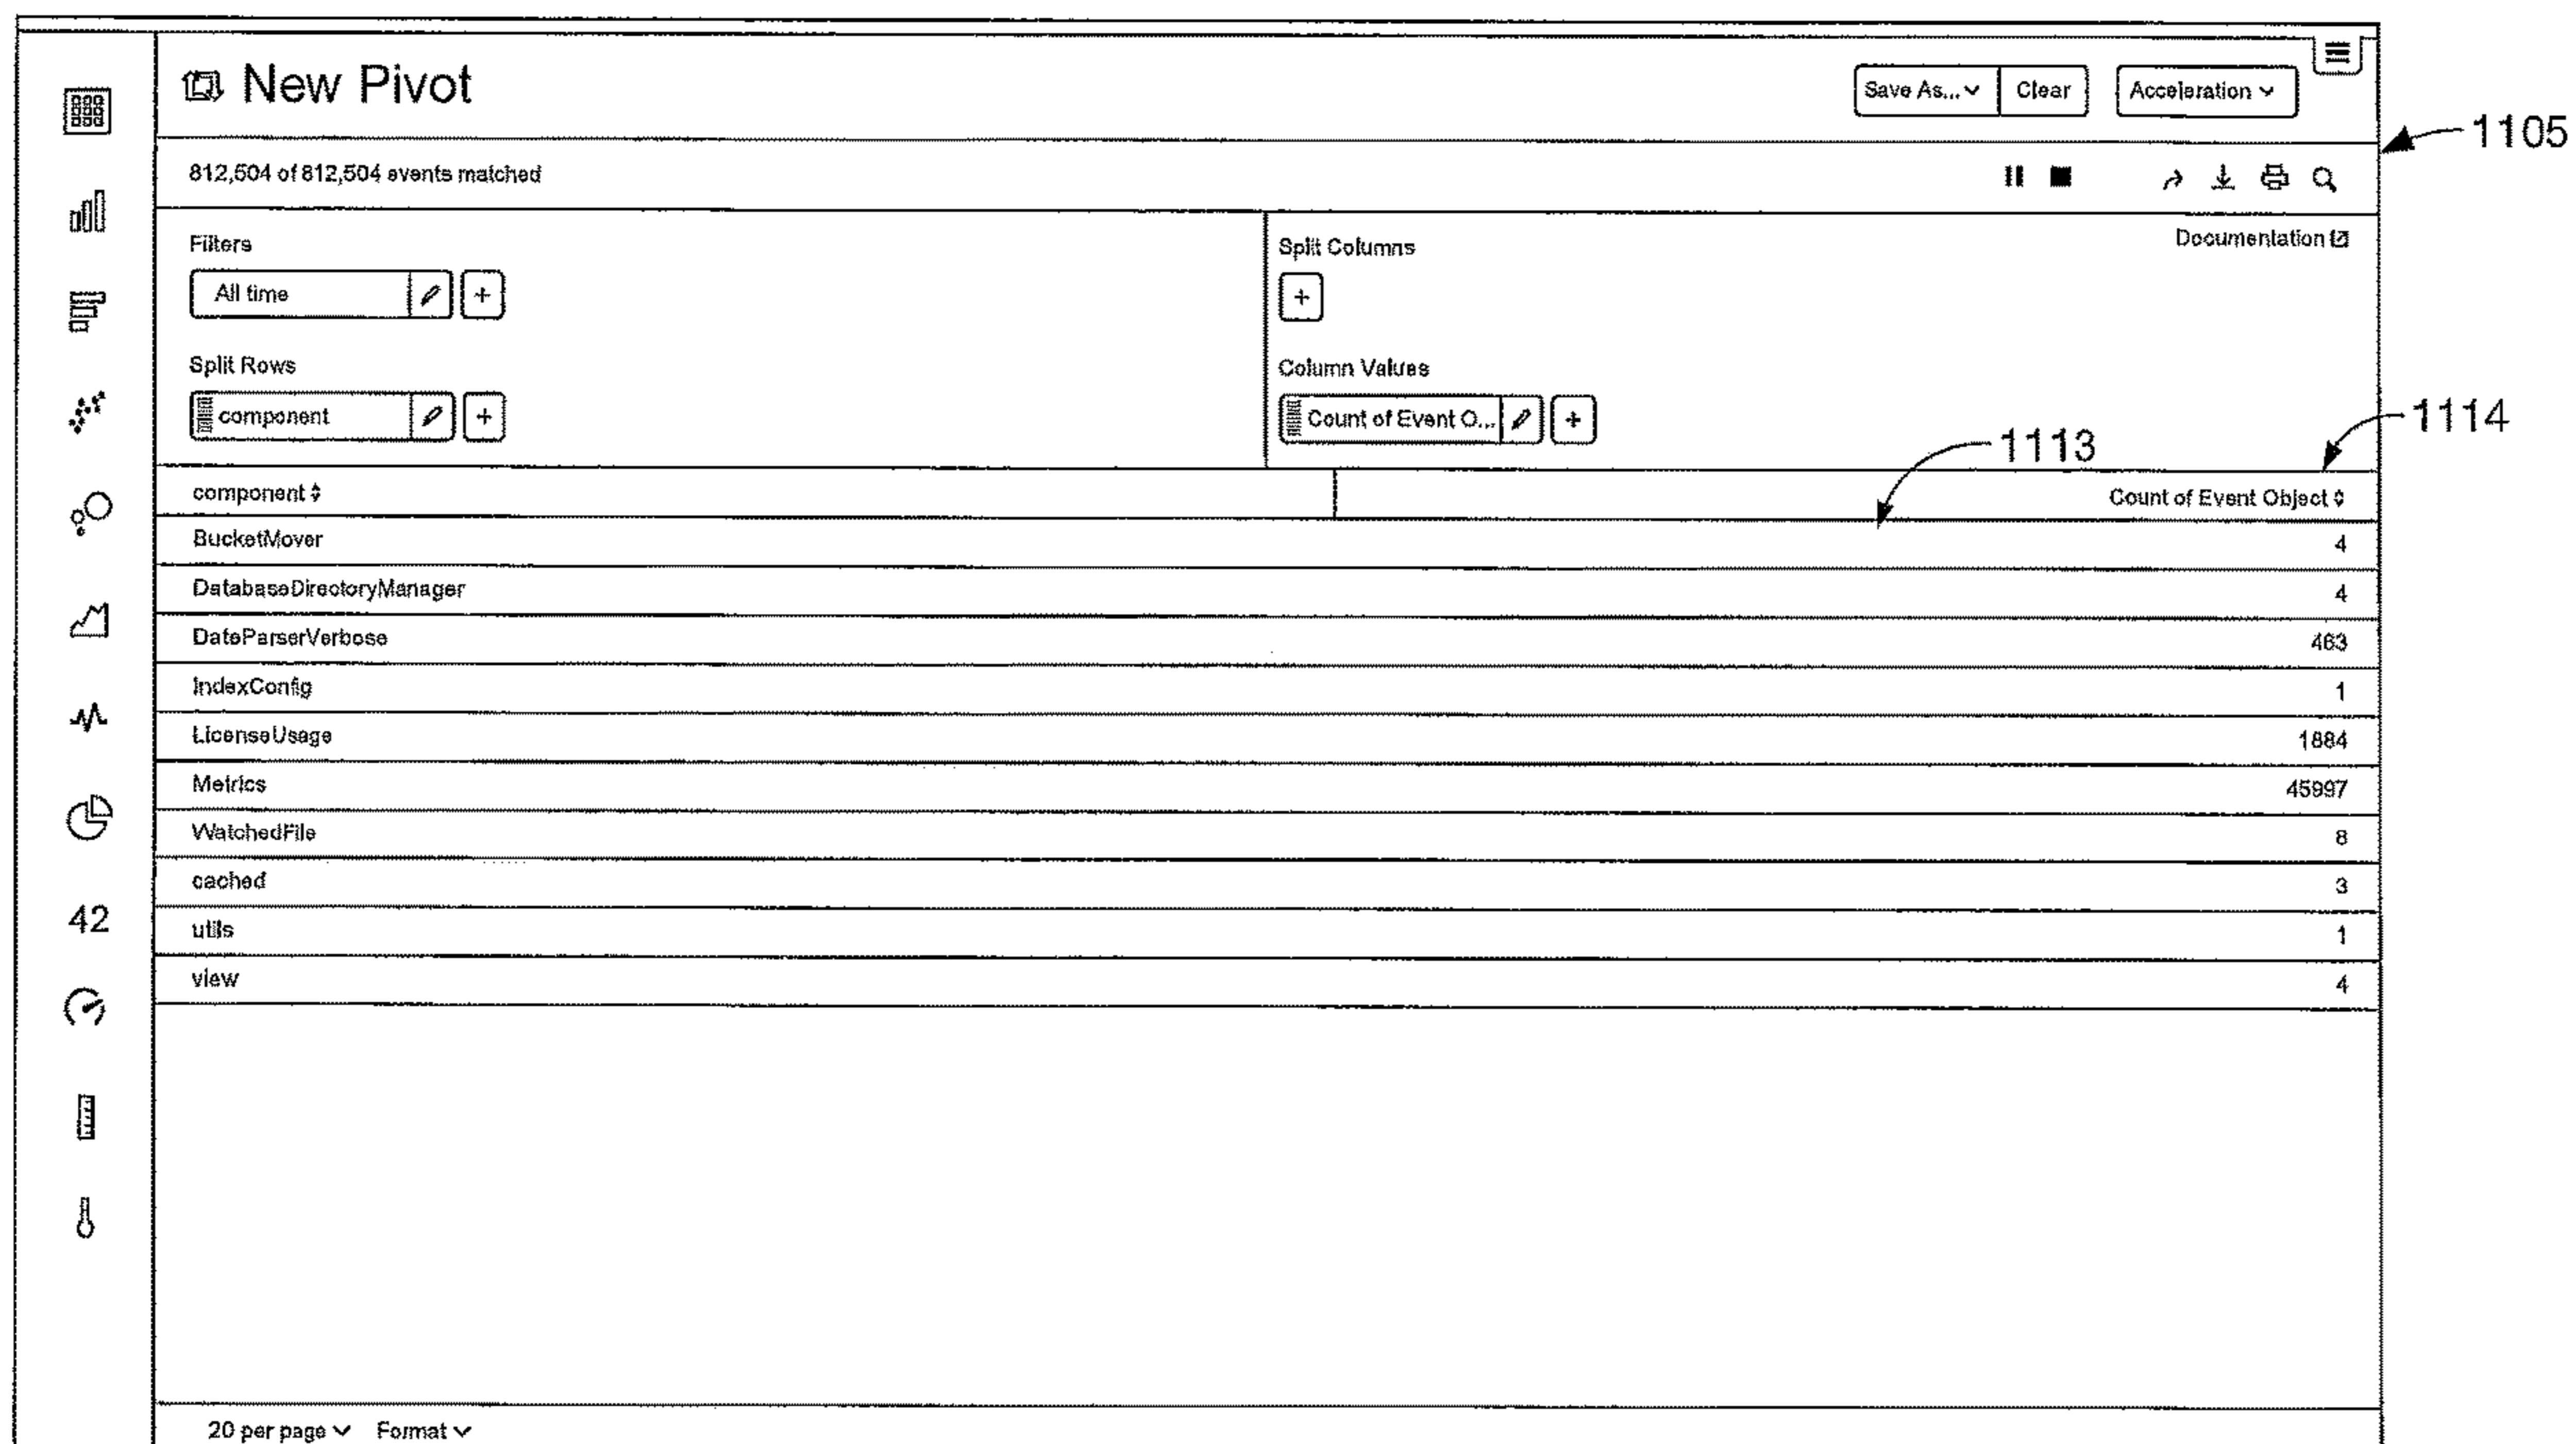 New Pivot
Save As... Clear Acceleration
1105
812,504 of 812,504 events matched
Filters
All time
+
Split Rows
component
+
Split Columns
+
Documentation
Column Values
Count of Event O...
+
1113
1114
component Count of Event Object
BucketMover 4
DatabaseDirectoryManager 4
DateParserVerbose 463
IndexConfig 1
LicenseUsage 1884
Metrics 45997
WatchedFile 8
cached 3
42
utils 1
view 4
20 per page Format